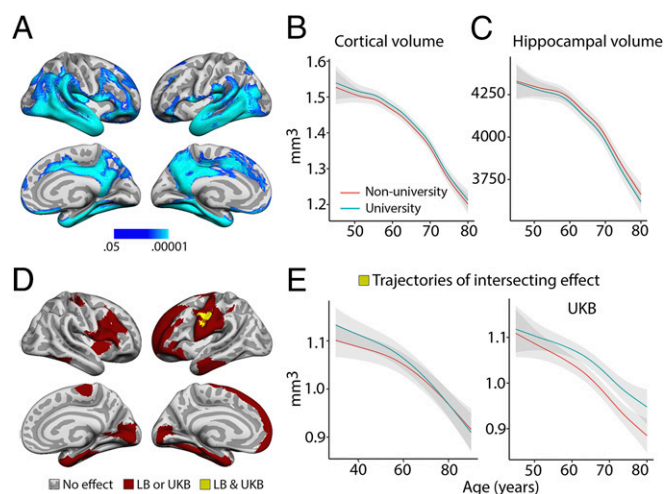 A
B
Cortical volume
C
Hippocampal volume
1.6
1.5
1.4
1.3
1.2
mm3
Non-university
University
50 60 70 80
4250
4000
3750
50 60 70 80
.05 .00001
D
E
Trajectories of intersecting effect
UKB
1.1
1.0
0.9
mm3
40 60 80
1.1
1.0
0.9
50 60 70 80
Age (years)
No effect LB or UKB LB & UKB